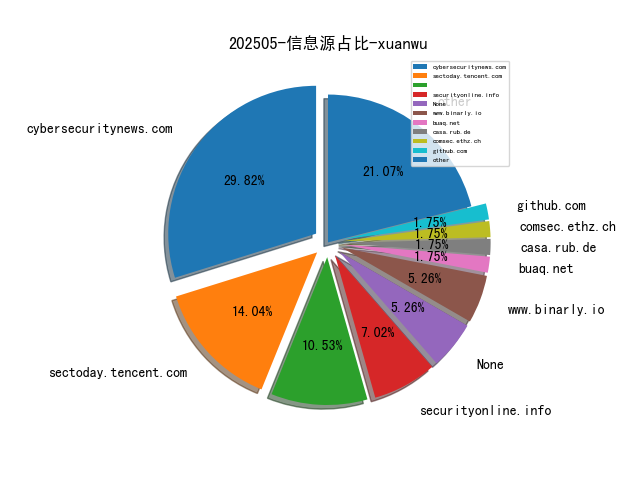 202505-信息源占比-xuanwu
cybersecuritynews.com
sectoday.tencent.com
securityonline.info
None
www.binarly.io
buaq.net
casa.rub.de
comsec.ethz.ch
github.com
other
other
cybersecuritynews.com
29.82%
21.07%
github.com
1.75%
comsec.ethz.ch
1.75%
casa.rub.de
1.75%
buaq.net
1.75%
5.26%
www.binarly.io
5.26%
14.04%
7.02%
10.53%
None
sectoday.tencent.com
securityonline.info